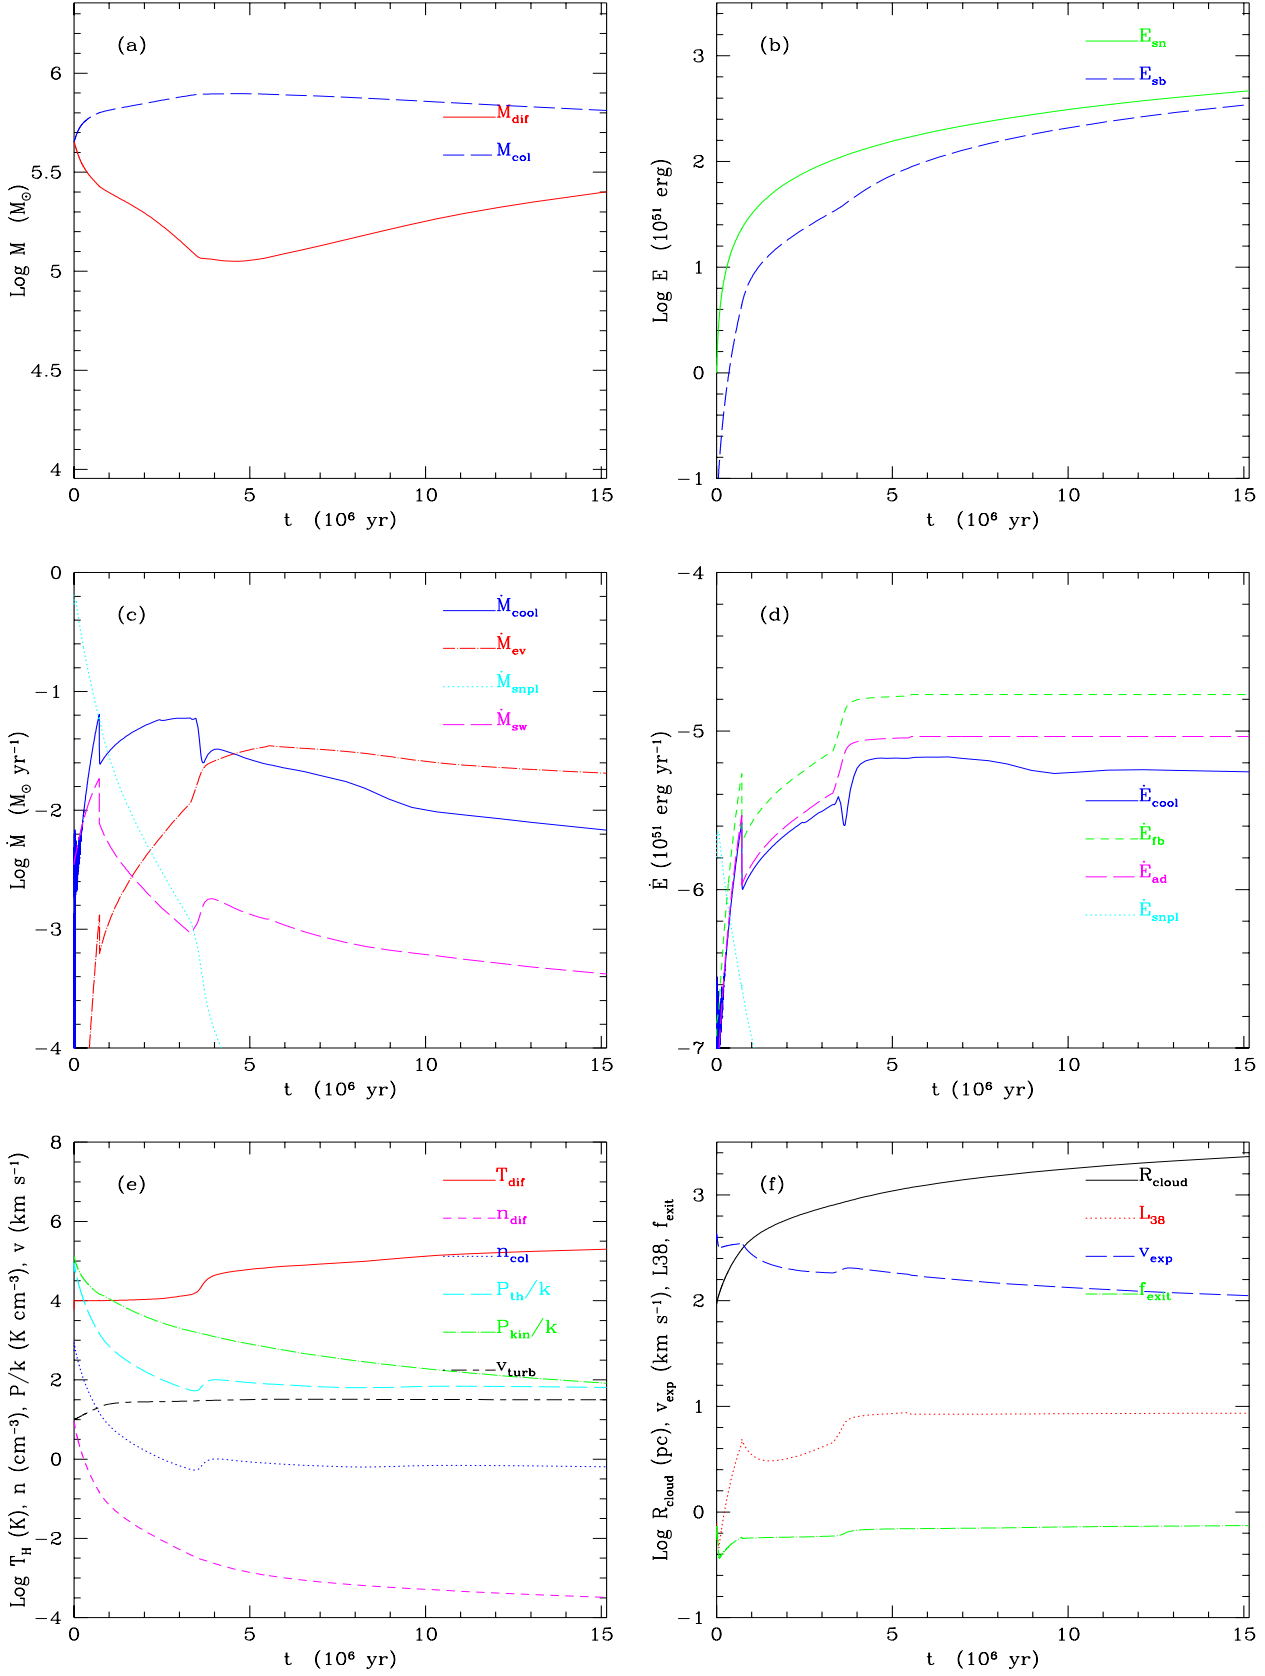 (a)
M_dif
M_col
6
5.5
5
4.5
4
0 5 10 15
t (10⁶ yr)
Log M (M⊙)
(b)
E_sn
E_sb
3
2
1
0
−1
0 5 10 15
t (10⁶ yr)
Log E (10⁵¹ erg)
(c)
Ṁ_cool
Ṁ_ev
Ṁ_snpl
Ṁ_sw
0
−1
−2
−3
−4
0 5 10 15
t (10⁶ yr)
Log Ṁ (M⊙ yr⁻¹)
(d)
Ė_cool
Ė_fb
Ė_ad
Ė_snpl
−4
−5
−6
−7
0 5 10 15
t (10⁶ yr)
Ė (10⁵¹ erg yr⁻¹)
(e)
T_dif
n_dif
n_col
P_th/k
P_kin/k
v_turb
8
6
4
2
0
−2
−4
0 5 10 15
t (10⁶ yr)
Log T_H (K), n (cm⁻³), P/k (K cm⁻³), v (km s⁻¹)
(f)
R_cloud
L_38
v_exp
f_exit
3
2
1
0
−1
0 5 10 15
t (10⁶ yr)
Log R_cloud (pc), v_exp (km s⁻¹), L38, f_exit